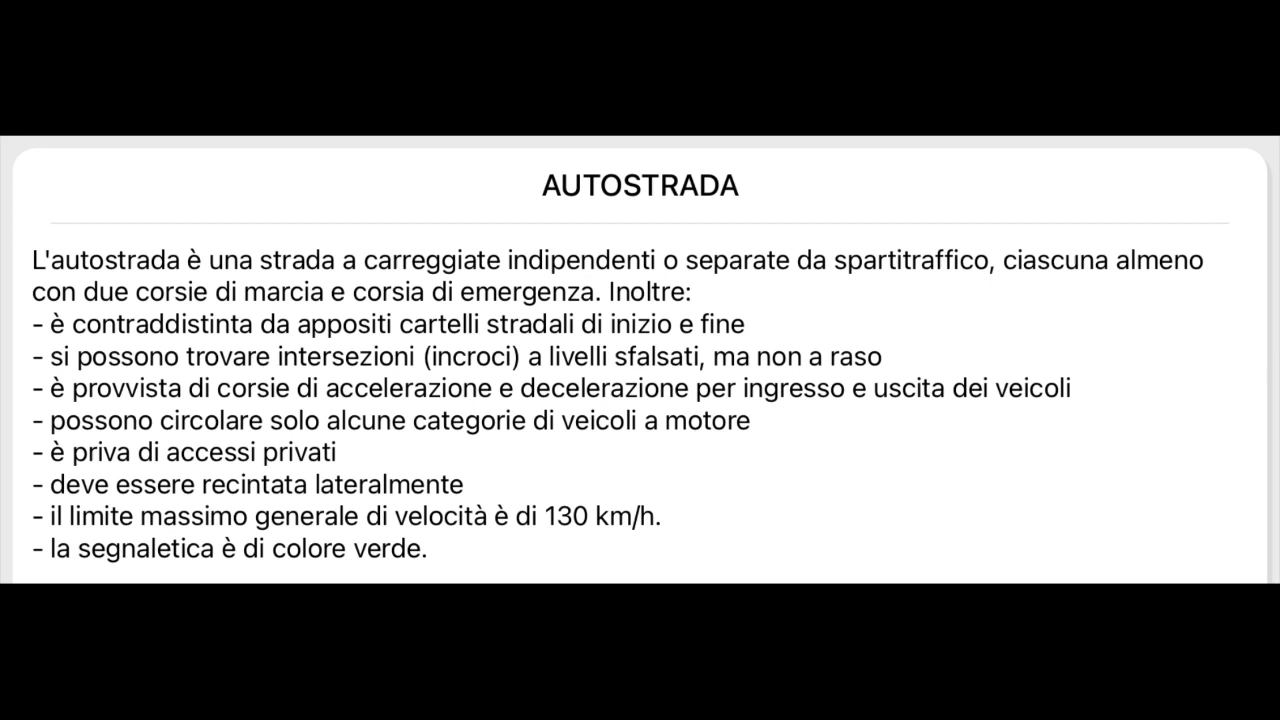 AUTOSTRADA
L'autostrada è una strada a carreggiate indipendenti o separate da spartitraffico, ciascuna almeno
con due corsie di marcia e corsia di emergenza. Inoltre:
- è contraddistinta da appositi cartelli stradali di inizio e fine
- si possono trovare intersezioni (incroci) a livelli sfalsati, ma non a raso
- è provvista di corsie di accelerazione e decelerazione per ingresso e uscita dei veicoli
- possono circolare solo alcune categorie di veicoli a motore
- è priva di accessi privati
- deve essere recintata lateralmente
- il limite massimo generale di velocità è di 130 km/h.
- la segnaletica è di colore verde.